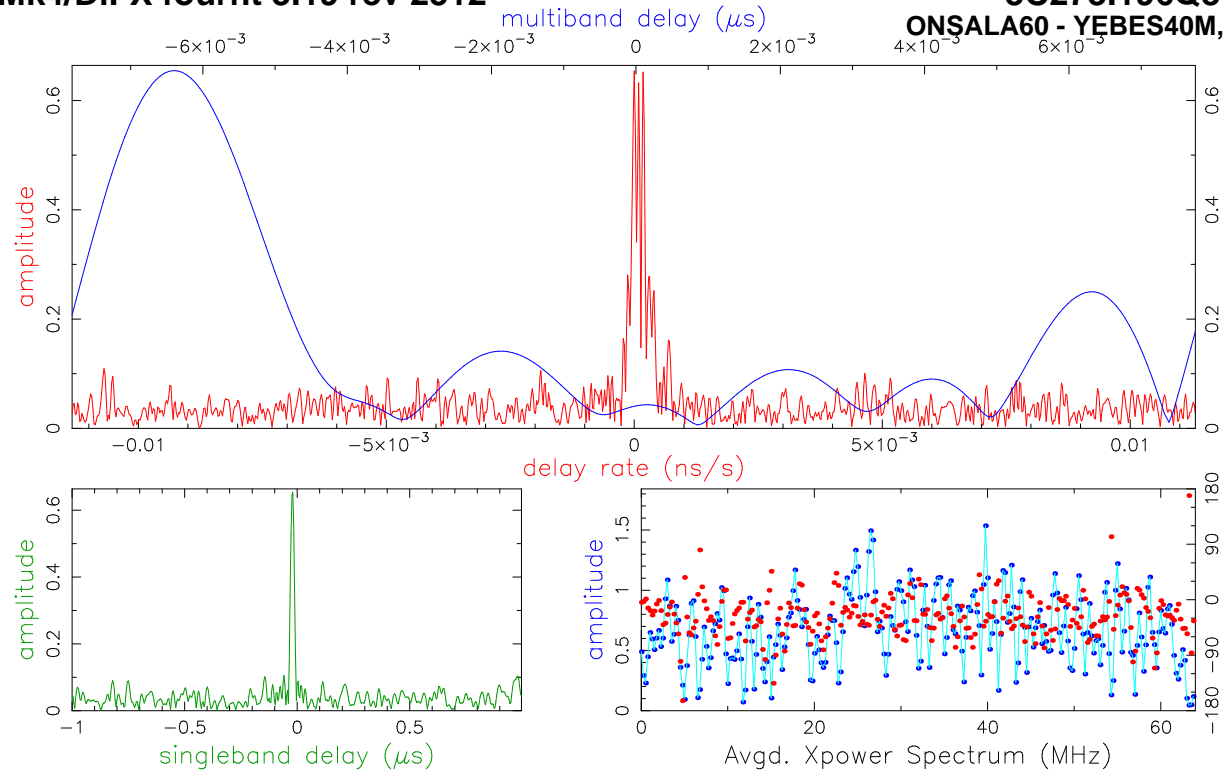 multiband delay (μs)
ONSALA60 - YEBES40M,
−6×10⁻³ −4×10⁻³ −2×10⁻³ 0 2×10⁻³ 4×10⁻³ 6×10⁻³
amplitude
0 0.2 0.4 0.6
0 0.2 0.4 0.6
−0.01 −5×10⁻³ 0 5×10⁻³ 0.01
delay rate (ns/s)
amplitude
0 0.2 0.4 0.6
−1 −0.5 0 0.5
singleband delay (μs)
amplitude
0 0.5 1 1.5
−180 −90 0 90 180
0 20 40 60
Avgd. Xpower Spectrum (MHz)